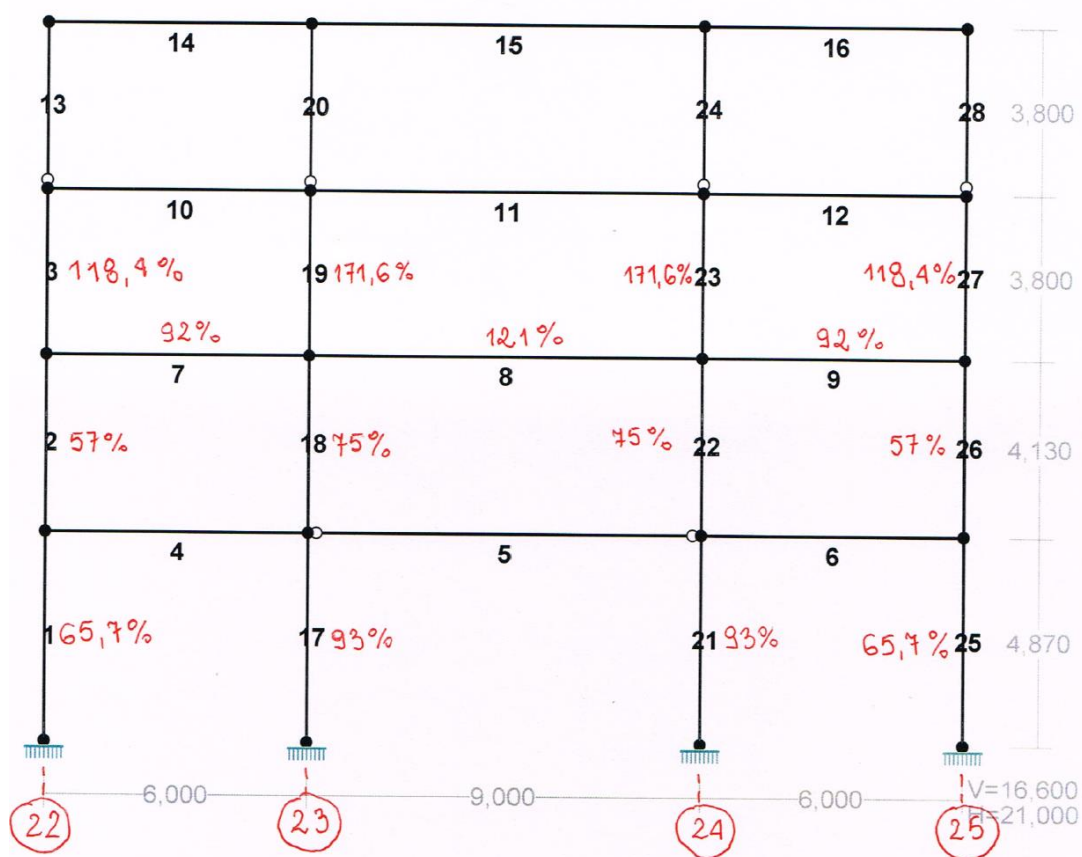 14 15 16
13 20 24 28 3,800
10 11 12
3 118,4% 19 171,6% 171,6% 23 118,4% 27 3,800
92% 121% 92%
7 8 9
2 57% 18 75% 75% 22 57% 26 4,130
4 5 6
1 65,7% 17 93% 21 93% 65,7% 25 4,870
6,000 9,000 6,000 V=16,600
H=21,000
22 23 24 25